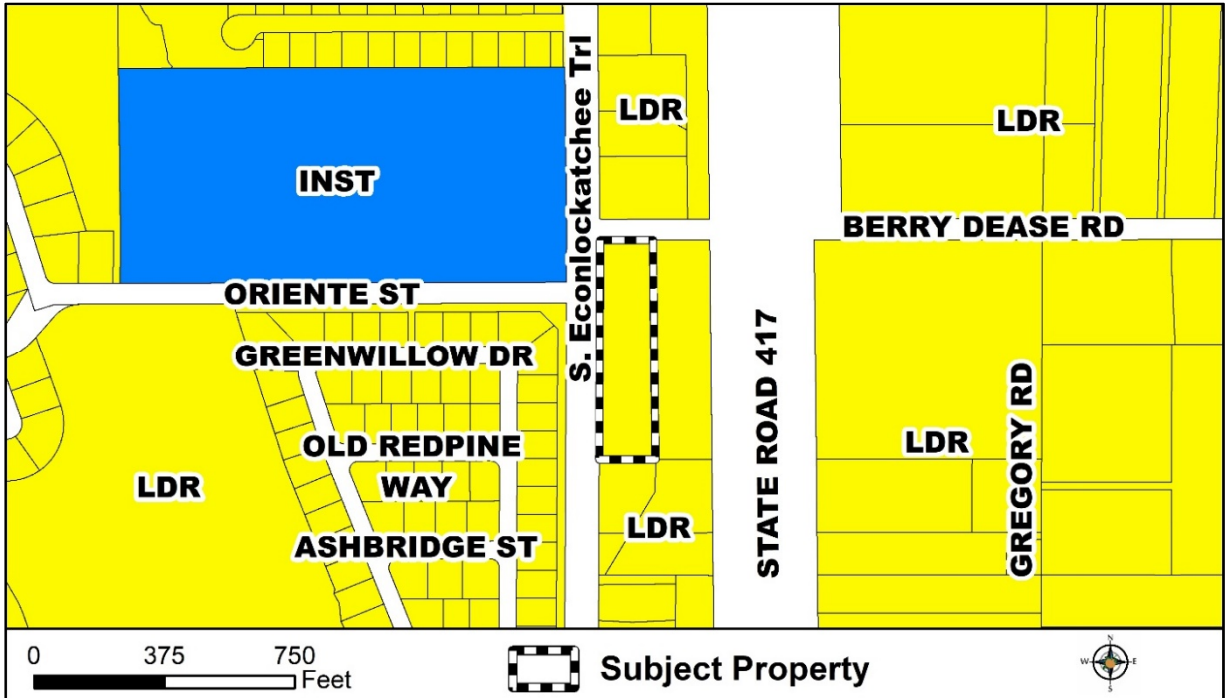 S. Econlockatchee Trl
LDR
LDR
INST
BERRY DEASE RD
ORIENTE ST
GREENWILLOW DR
STATE ROAD 417
GREGORY RD
OLD REDPINE
WAY
LDR
LDR
LDR
ASHBRIDGE ST
0 375 750
Feet
Subject Property
N
W E
S